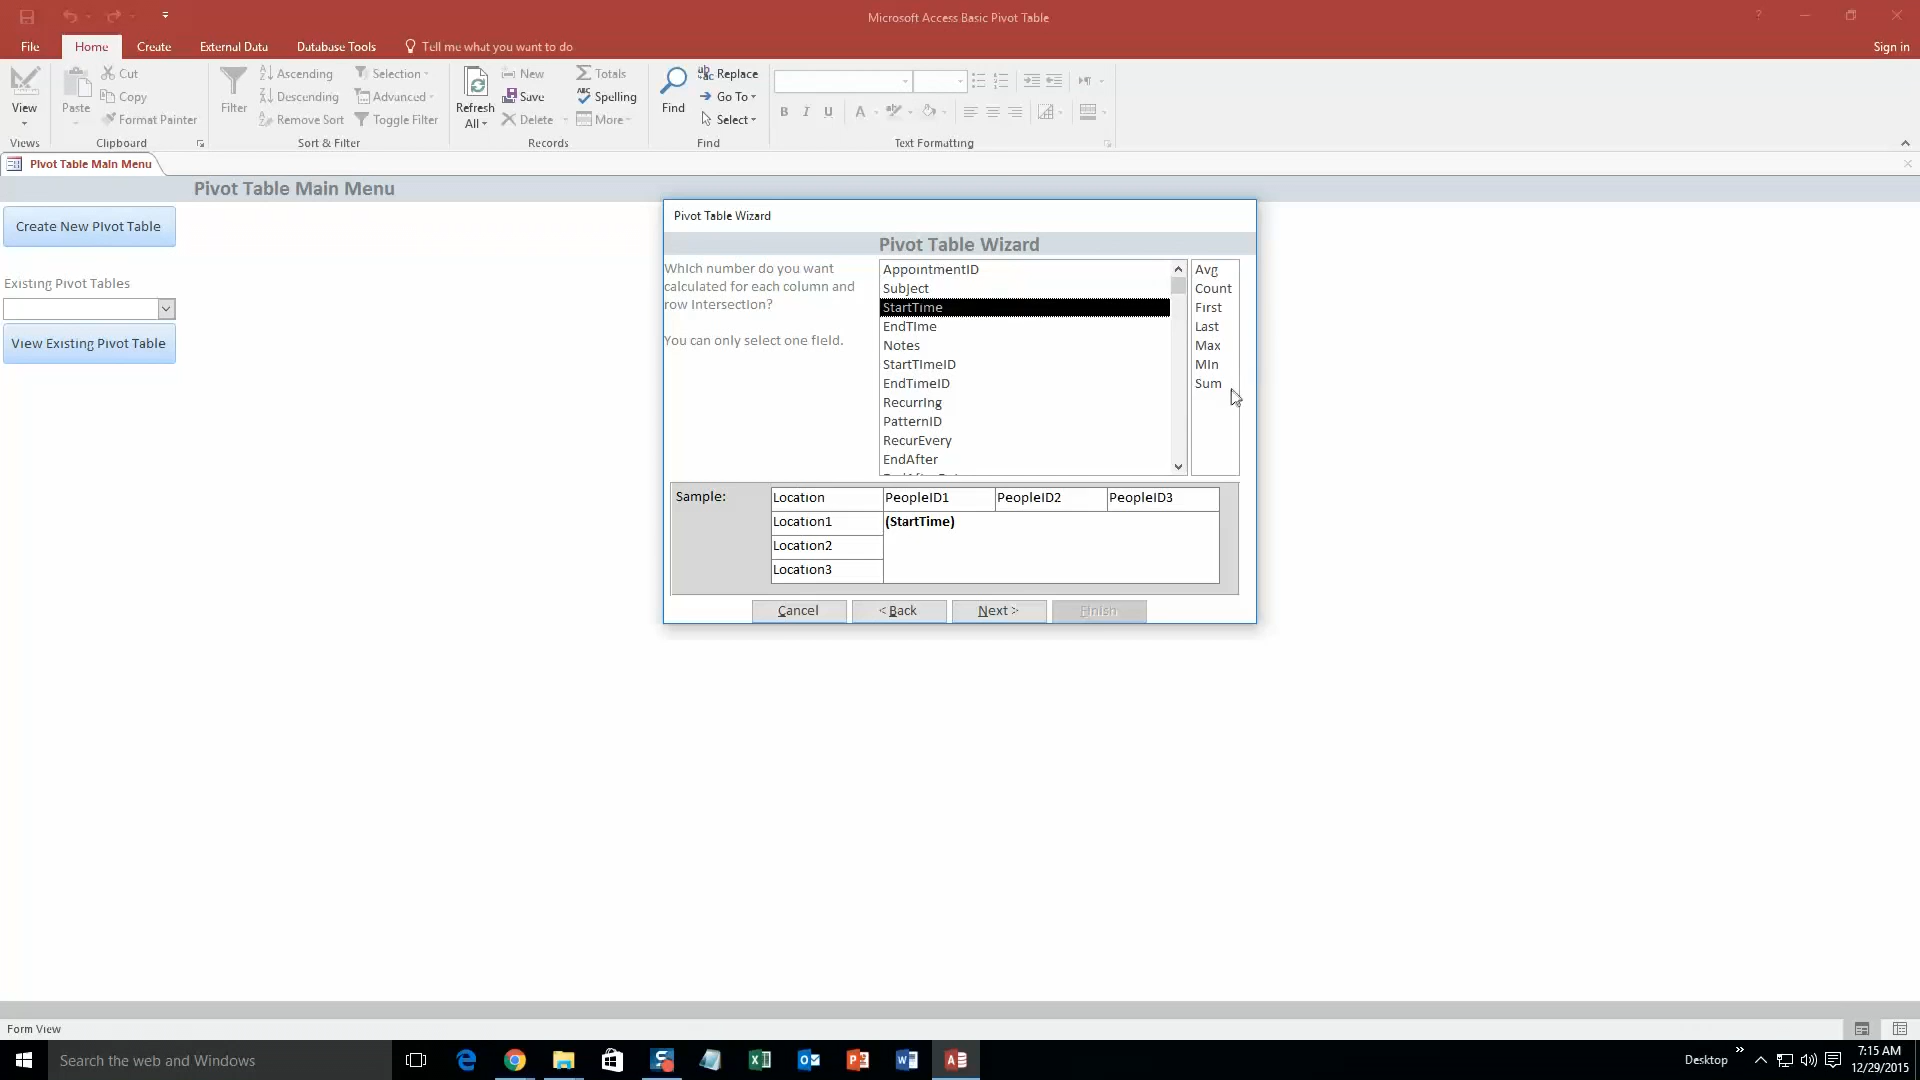 Microsoft Access Basic Pivot Table
File Home Create External Data Database Tools Tell me what you want to do Sign in
View
Views
Paste
Cut
Copy
Format Painter
Clipboard
Filter
Ascending
Descending
Remove Sort
Selection
Advanced
Toggle Filter
Sort & Filter
Refresh
All
New
Save
Delete
Totals
Spelling
More
Records
Find
Replace
Go To
Select
Find
B I U A
Text Formatting
Pivot Table Main Menu
Pivot Table Main Menu
Create New Pivot Table
Existing Pivot Tables
View Existing Pivot Table
Pivot Table Wizard
Pivot Table Wizard
Which number do you want
calculated for each column and
row intersection?
You can only select one field.
AppointmentID
Subject
StartTime
EndTime
Notes
StartTimeID
EndTimeID
Recurring
PatternID
RecurEvery
EndAfter
Avg
Count
First
Last
Max
Min
Sum
Sample:
Location PeopleID1 PeopleID2 PeopleID3
Location1 (StartTime)
Location2
Location3
Cancel < Back Next > Finish
Form View
Search the web and Windows
Desktop
7:15 AM
12/29/2015